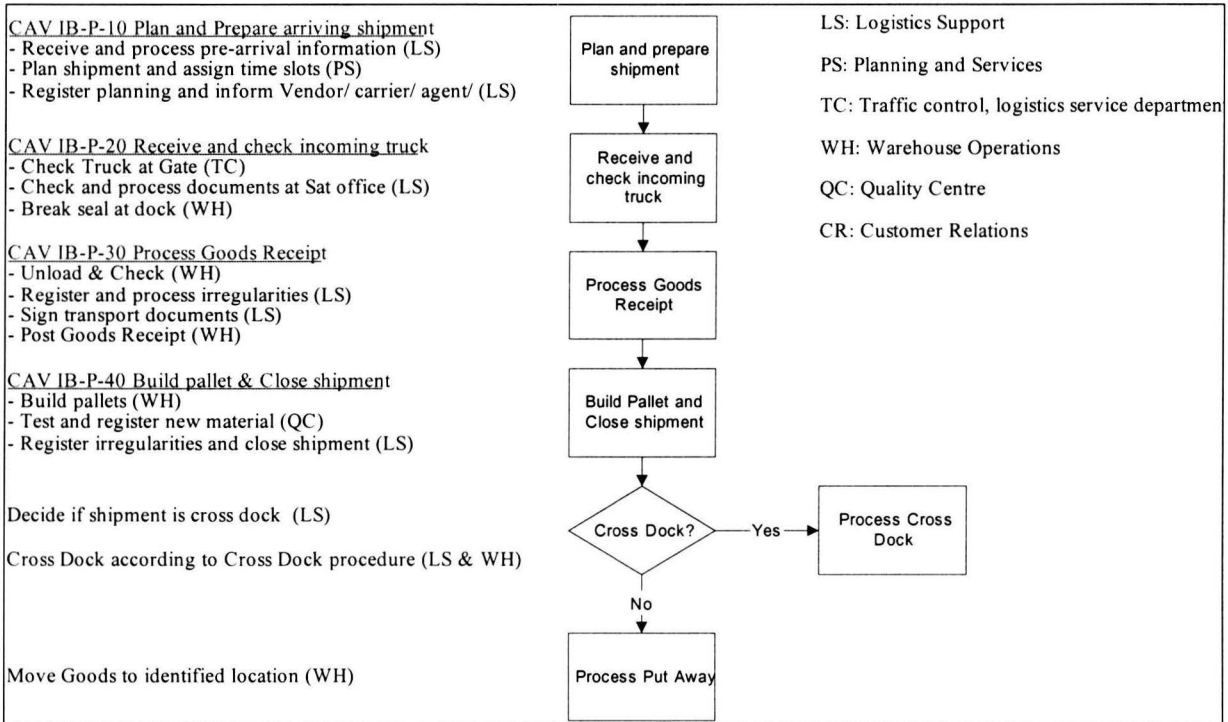 CAV IB-P-10 Plan and Prepare arriving shipment
- Receive and process pre-arrival information (LS)
- Plan shipment and assign time slots (PS)
- Register planning and inform Vendor/ carrier/ agent/ (LS)
CAV IB-P-20 Receive and check incoming truck
- Check Truck at Gate (TC)
- Check and process documents at Sat office (LS)
- Break seal at dock (WH)
CAV IB-P-30 Process Goods Receipt
- Unload & Check (WH)
- Register and process irregularities (LS)
- Sign transport documents (LS)
- Post Goods Receipt (WH)
CAV IB-P-40 Build pallet & Close shipment
- Build pallets (WH)
- Test and register new material (QC)
- Register irregularities and close shipment (LS)
Decide if shipment is cross dock (LS)
Cross Dock according to Cross Dock procedure (LS & WH)
Move Goods to identified location (WH)
Plan and prepare
shipment
Receive and
check incoming
truck
Process Goods
Receipt
Build Pallet and
Close shipment
Cross Dock?
Yes
Process Cross
Dock
No
Process Put Away
LS: Logistics Support
PS: Planning and Services
TC: Traffic control, logistics service departmen
WH: Warehouse Operations
QC: Quality Centre
CR: Customer Relations